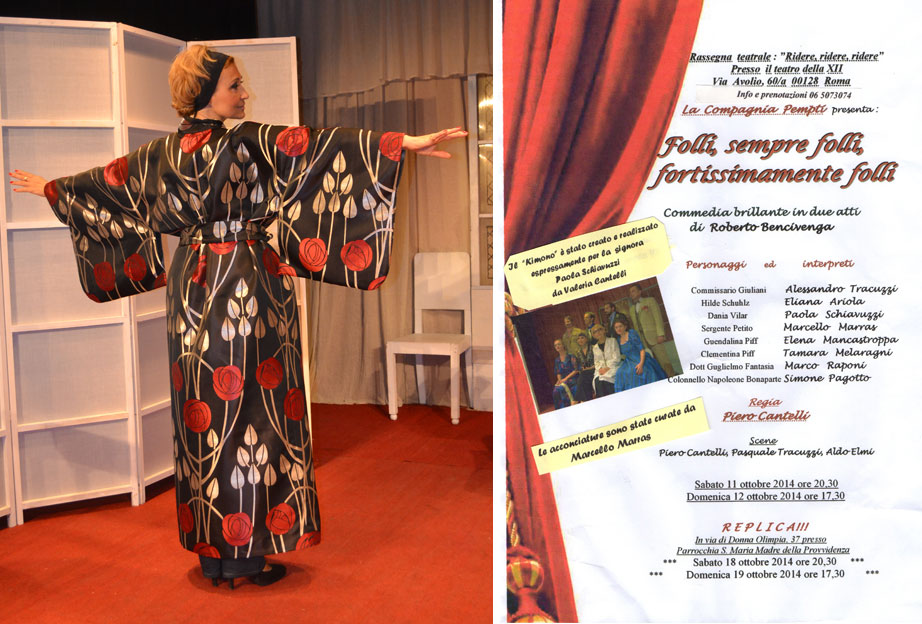 Rassegna teatrale : "Ridere, ridere, ridere"
Presso il teatro della XII
Via Avolio, 60/a 00128 Roma
Info e prenotazioni 06 5073074
La Compagnia Pempti presenta :
Folli, sempre folli,
fortissimamente folli
Commedia brillante in due atti
di Roberto Bencivenga
Il "Kimono" è stato creato e realizzato
espressamente per la signora
Paola Schiavuzzi
da Valeria Cantelli
Personaggi ed interpreti
Commissario Giuliani Alessandro Tracuzzi
Hilde Schuhlz Eliana Ariola
Dania Vilar Paola Schiavuzzi
Sergente Petito Marcello Marras
Guendalina Piff Elena Mancastroppa
Clementina Piff Tamara Melaragni
Dott Guglielmo Fantasia Marco Raponi
Colonnello Napoleone Bonaparte Simone Pagotto
Le acconciature sono state curate da
Marcello Marras
Regia
Piero Cantelli
Scene
Piero Cantelli, Pasquale Tracuzzi, Aldo Elmi
Sabato 11 ottobre 2014 ore 20,30
Domenica 12 ottobre 2014 ore 17,30
R E P L I C A!!!
In via di Donna Olimpia, 37 presso
Parrocchia S. Maria Madre della Provvidenza
*** Sabato 18 ottobre 2014 ore 20,30 ***
*** Domenica 19 ottobre 2014 ore 17,30 ***